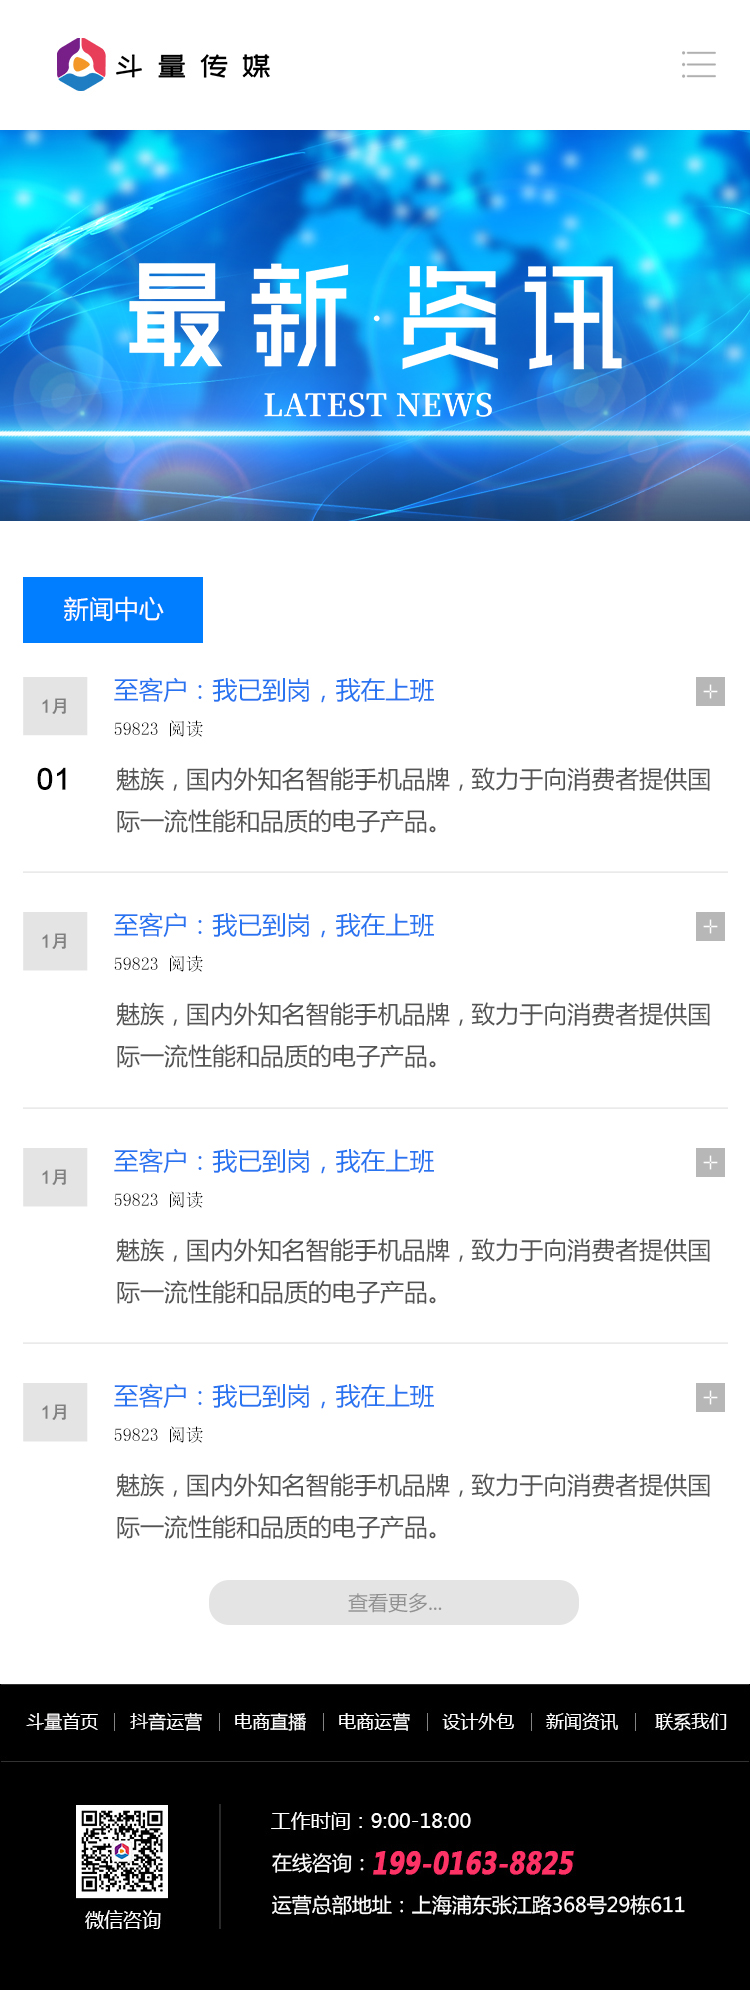 斗量传媒
最新·资讯
LATEST NEWS
新闻中心
1月
至客户：我已到岗，我在上班
59823 阅读
01
魅族，国内外知名智能手机品牌，致力于向消费者提供国
际一流性能和品质的电子产品。
1月
至客户：我已到岗，我在上班
59823 阅读
魅族，国内外知名智能手机品牌，致力于向消费者提供国
际一流性能和品质的电子产品。
1月
至客户：我已到岗，我在上班
59823 阅读
魅族，国内外知名智能手机品牌，致力于向消费者提供国
际一流性能和品质的电子产品。
1月
至客户：我已到岗，我在上班
59823 阅读
魅族，国内外知名智能手机品牌，致力于向消费者提供国
际一流性能和品质的电子产品。
查看更多...
斗量首页 | 抖音运营 | 电商直播 | 电商运营 | 设计外包 | 新闻资讯 | 联系我们
工作时间：9:00-18:00
在线咨询：199-0163-8825
运营总部地址：上海浦东张江路368号29栋611
微信咨询